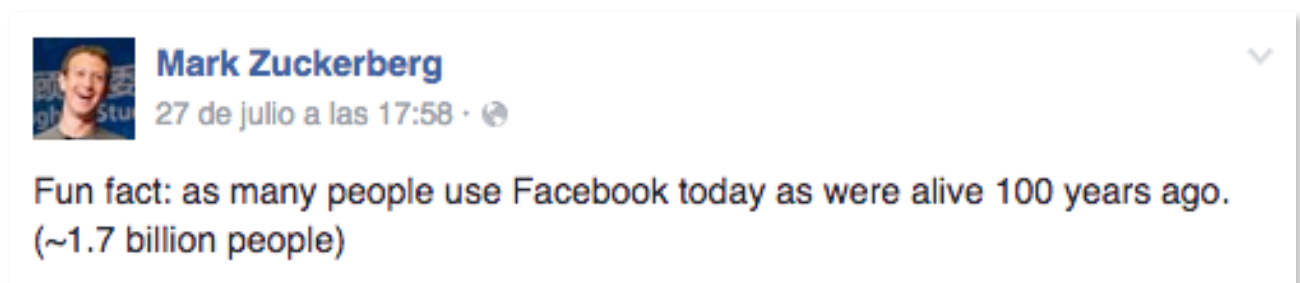 Mark Zuckerberg
27 de julio a las 17:58 ·
Fun fact: as many people use Facebook today as were alive 100 years ago.
(~1.7 billion people)